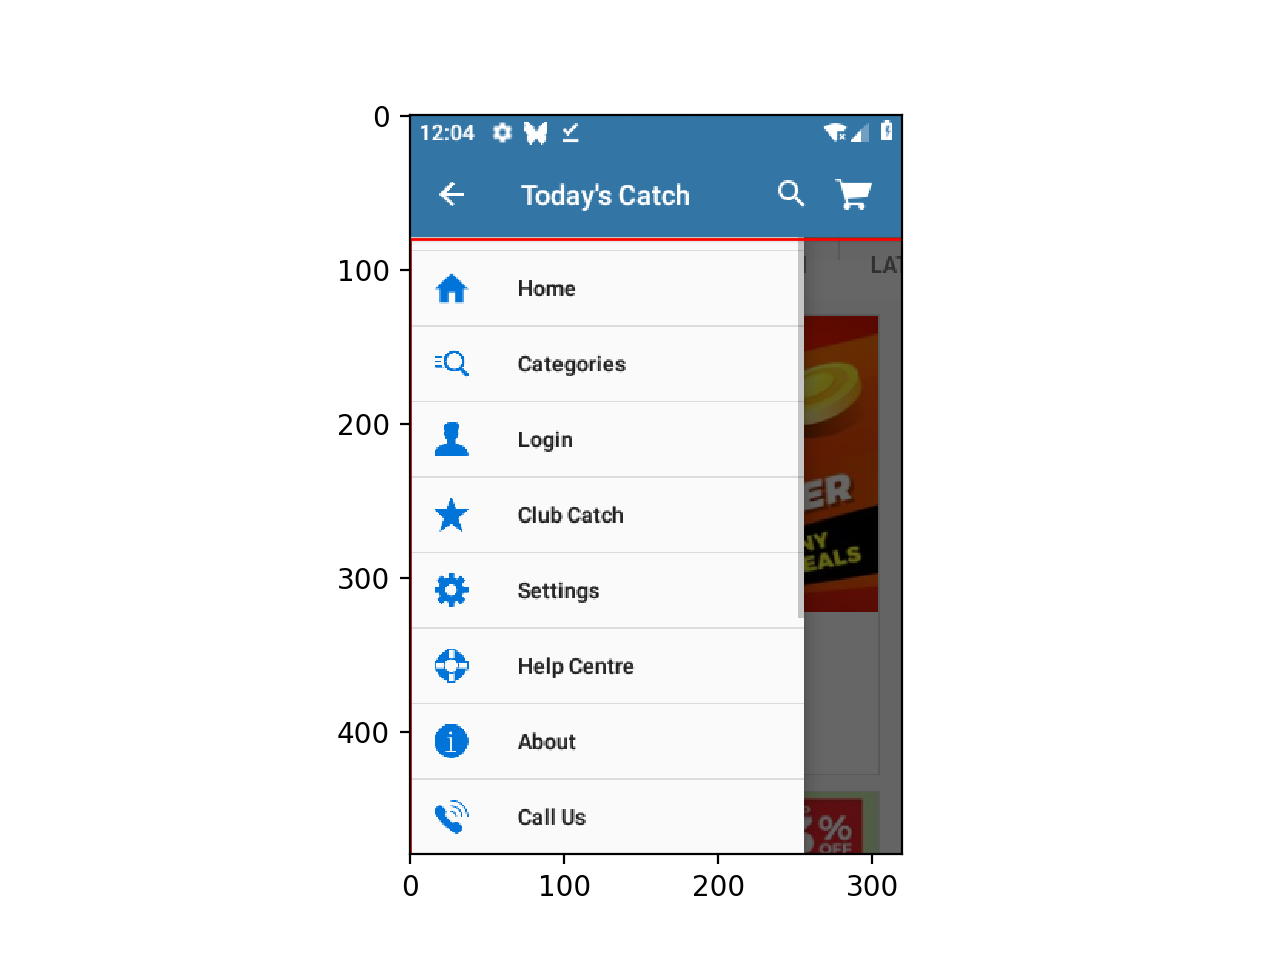 0
12:04
Today's Catch
100
LAT
Home
Categories
200
Login
ER
Club Catch
NY
EALS
300
Settings
Help Centre
400
About
Call Us
%
OFF
0
100
200
300